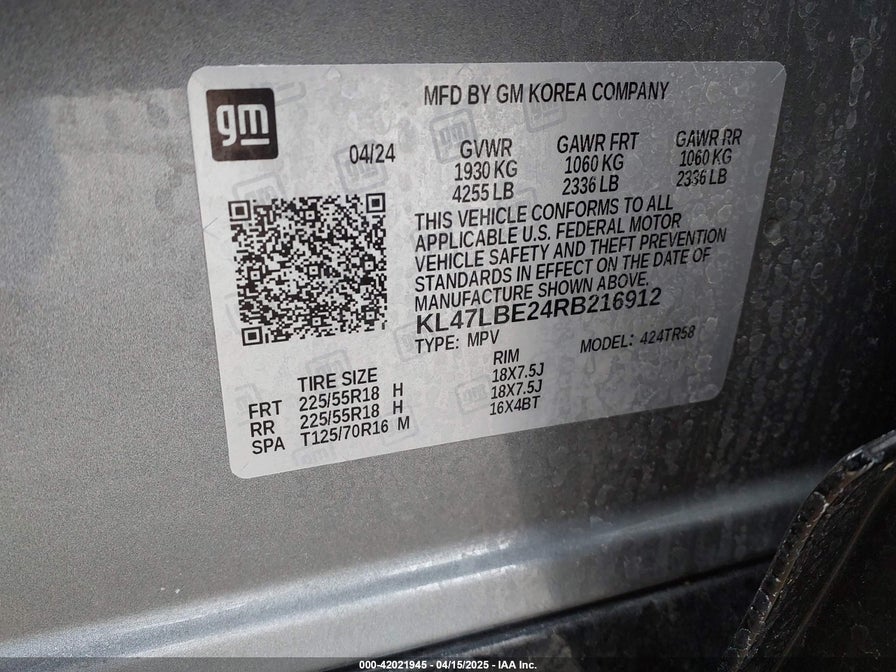 gm
MFD BY GM KOREA COMPANY
04/24
GVWR GAWR FRT GAWR RR
1930 KG 1060 KG 1060 KG
4255 LB 2336 LB 2336 LB
THIS VEHICLE CONFORMS TO ALL
APPLICABLE U.S. FEDERAL MOTOR
VEHICLE SAFETY AND THEFT PREVENTION
STANDARDS IN EFFECT ON THE DATE OF
MANUFACTURE SHOWN ABOVE.
KL47LBE24RB216912
TYPE: MPV MODEL: 424TR58
TIRE SIZE RIM
FRT 225/55R18 H 18X7.5J
RR 225/55R18 H 18X7.5J
SPA T125/70R16 M 16X4BT
000-42021945 - 04/15/2025 - IAA Inc.